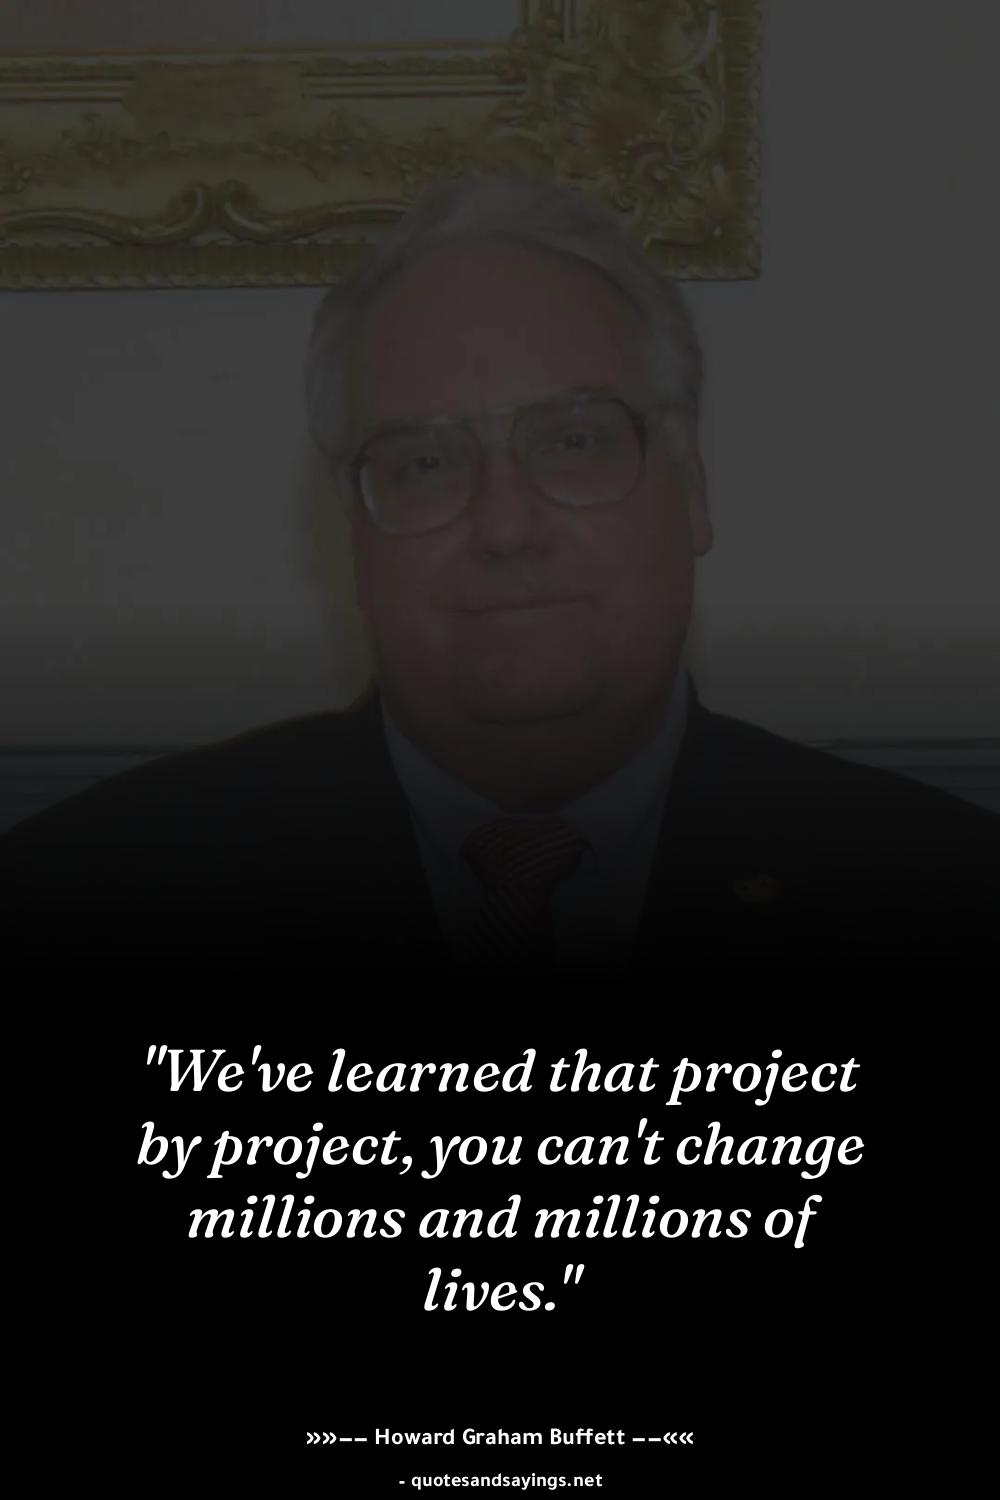 "We've learned that project
by project, you can't change
millions and millions of
lives."
»»–– Howard Graham Buffett ––««
- quotesandsayings.net